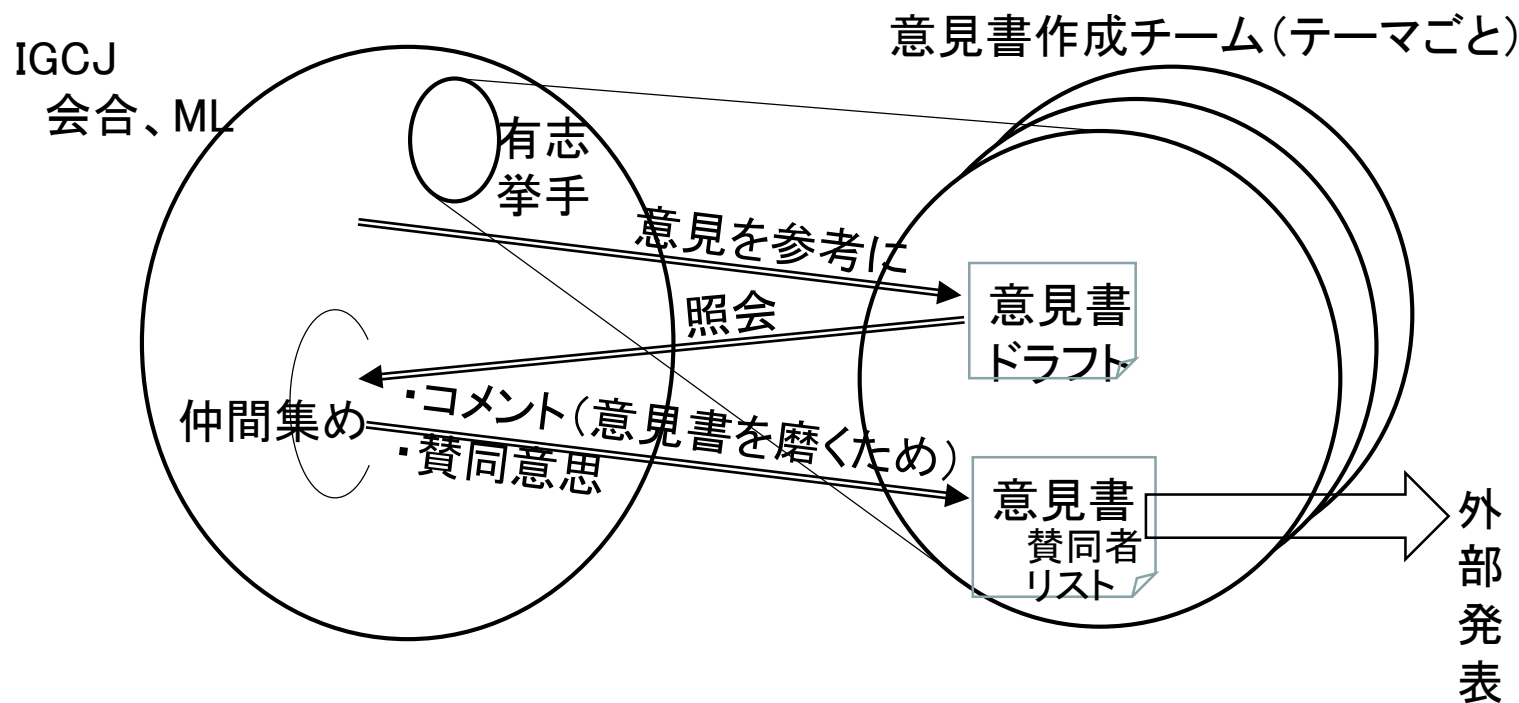 意見書作成チーム（テーマごと）
IGCJ
会合、ML
有志
挙手
意見を参考に
照会
意見書
ドラフト
仲間集め
・コメント（意見書を磨くため）
・賛同意思
意見書
賛同者
リスト
外
部
発
表